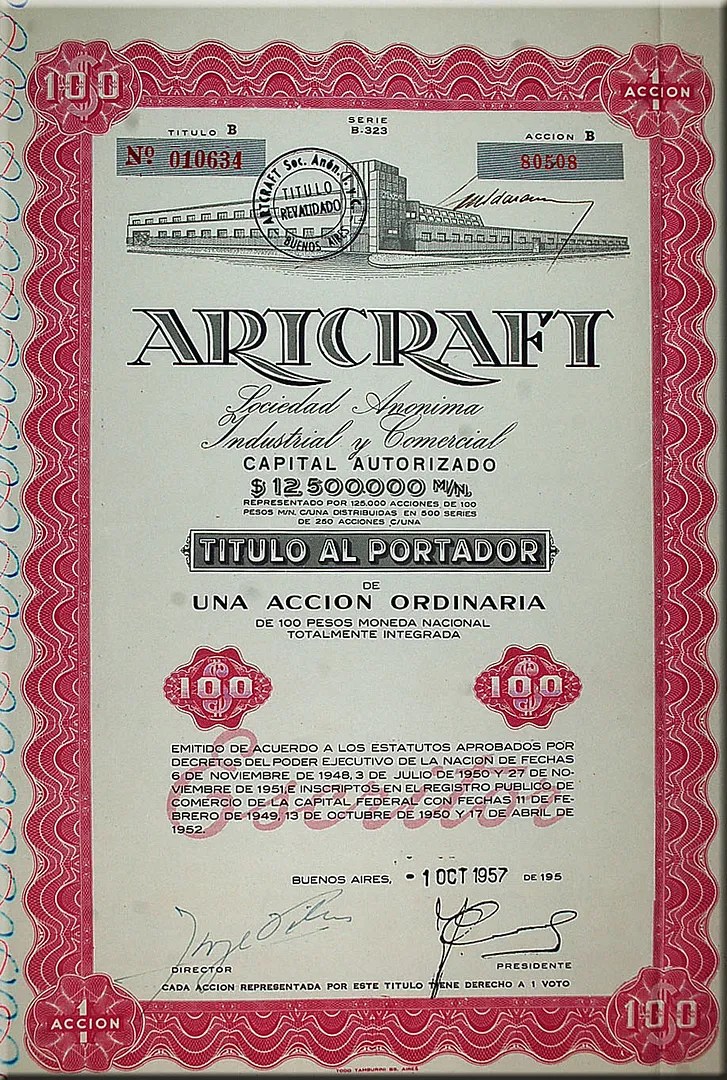 100
1
ACCION
TITULO B
SERIE
B-323
ACCION B
Nº 010634
80508
ARTCRAFT Soc. Anón. I. y C.
TITULO
REVALIDADO
BUENOS AIRES
ARTCRAFT
Sociedad Anonima
Industrial y Comercial
CAPITAL AUTORIZADO
$ 12.500.000 M/N.
REPRESENTADO POR 125.000 ACCIONES DE 100
PESOS M/N. C/UNA DISTRIBUIDAS EN 500 SERIES
DE 250 ACCIONES C/UNA
TITULO AL PORTADOR
DE
UNA ACCION ORDINARIA
DE 100 PESOS MONEDA NACIONAL
TOTALMENTE INTEGRADA
100
100
EMITIDO DE ACUERDO A LOS ESTATUTOS APROBADOS POR
DECRETOS DEL PODER EJECUTIVO DE LA NACION DE FECHAS
6 DE NOVIEMBRE DE 1948, 3 DE JULIO DE 1950 Y 27 DE NO-
VIEMBRE DE 1951 E INSCRIPTOS EN EL REGISTRO PUBLICO DE
COMERCIO DE LA CAPITAL FEDERAL CON FECHAS 11 DE FE-
BRERO DE 1949, 13 DE OCTUBRE DE 1950 Y 17 DE ABRIL DE
1952.
Escritor
BUENOS AIRES, - 1 OCT 1957 DE 195
DIRECTOR
PRESIDENTE
CADA ACCION REPRESENTADA POR ESTE TITULO TIENE DERECHO A 1 VOTO
1
ACCION
100
TODO TAMBURINI BS. AIRES